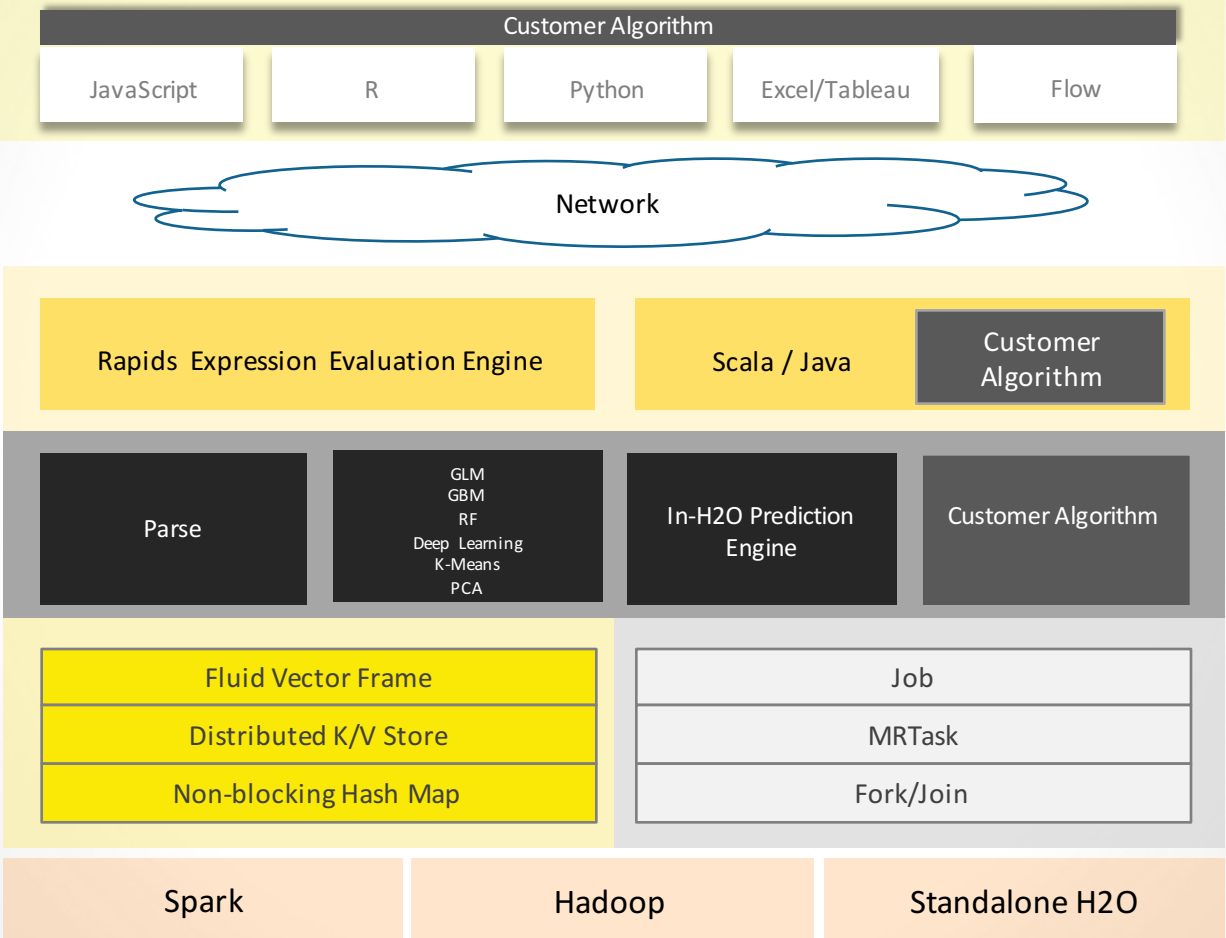 Customer Algorithm
JavaScript
R
Python
Excel/Tableau
Flow
Network
Rapids Expression Evaluation Engine
Scala / Java
Customer
Algorithm
Parse
GLM
GBM
RF
Deep Learning
K-Means
PCA
In-H2O Prediction
Engine
Customer Algorithm
Fluid Vector Frame
Distributed K/V Store
Non-blocking Hash Map
Job
MRTask
Fork/Join
Spark
Hadoop
Standalone H2O